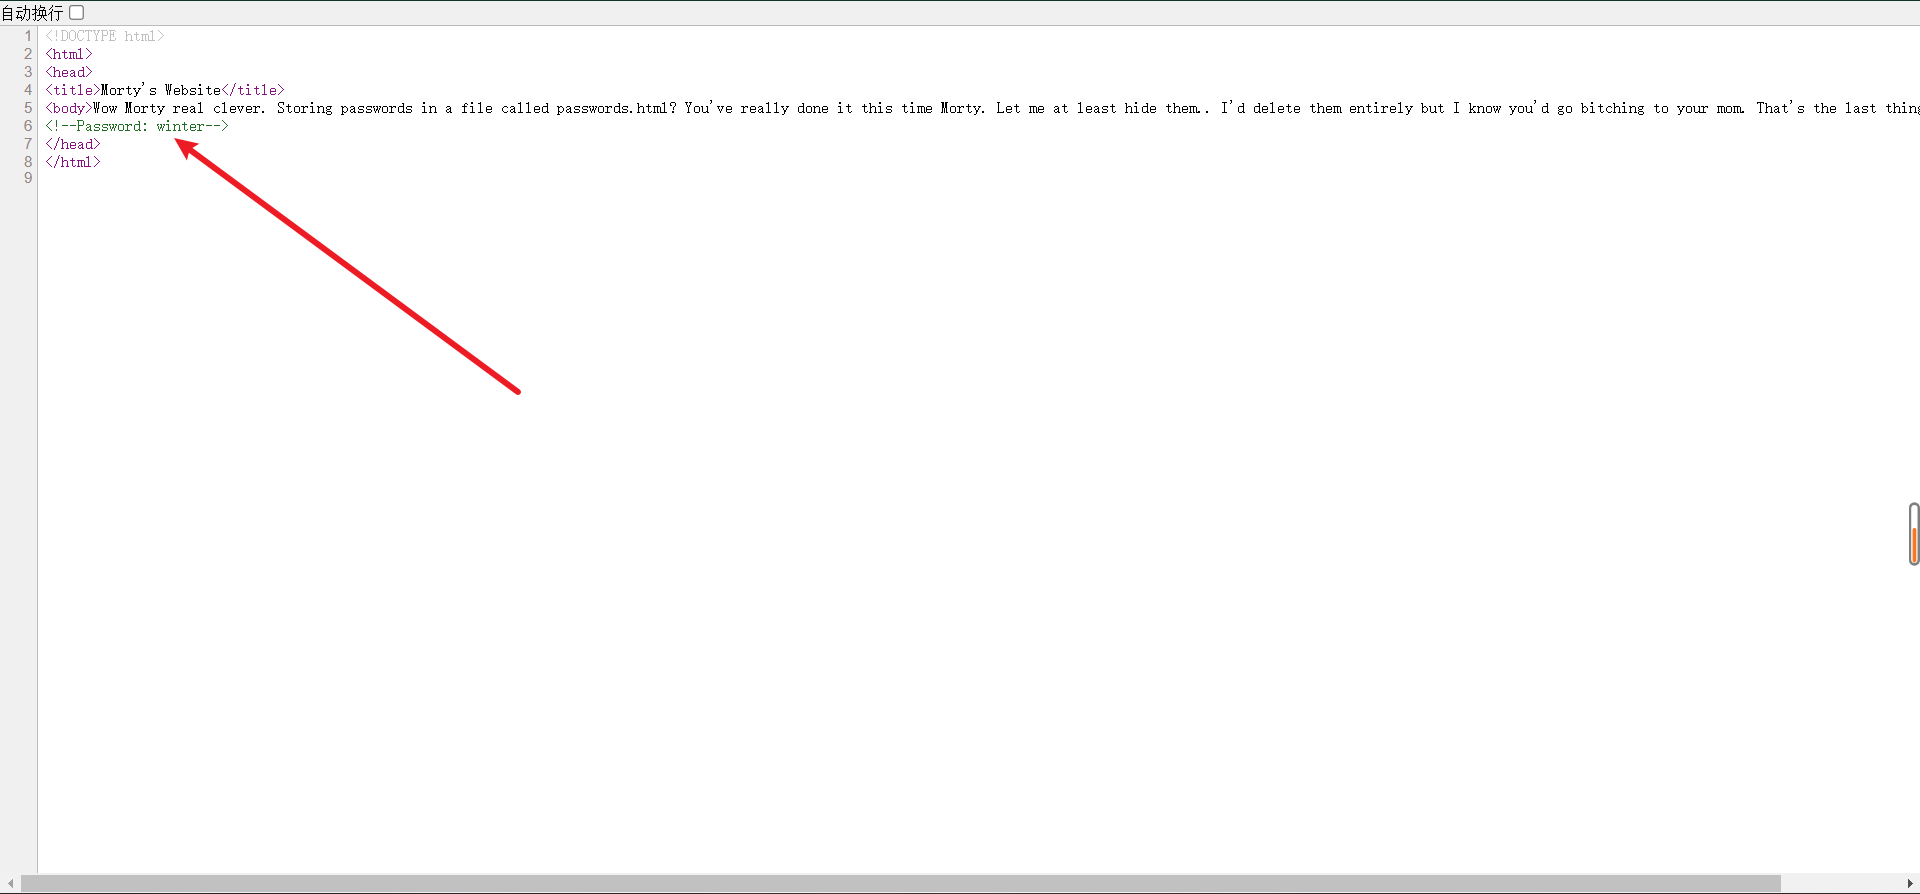 自动换行
1 <!DOCTYPE html>
2 <html>
3 <head>
4 <title>Morty's Website</title>
5 <body>Wow Morty real clever. Storing passwords in a file called passwords.html? You've really done it this time Morty. Let me at least hide them.. I'd delete them entirely but I know you'd go bitching to your mom. That's the last thing
6 <!--Password: winter-->
7 </head>
8 </html>
9